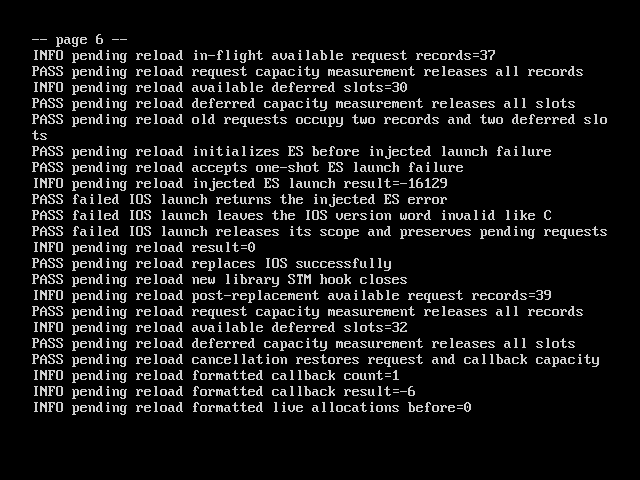 -- page 6 --
INFO pending reload in-flight available request records=37
PASS pending reload request capacity measurement releases all records
INFO pending reload available deferred slots=30
PASS pending reload deferred capacity measurement releases all slots
PASS pending reload old requests occupy two records and two deferred slo
ts
PASS pending reload initializes ES before injected launch failure
PASS pending reload accepts one-shot ES launch failure
INFO pending reload injected ES launch result=-16129
PASS failed IOS launch returns the injected ES error
PASS failed IOS launch leaves the IOS version word invalid like C
PASS failed IOS launch releases its scope and preserves pending requests
INFO pending reload result=0
PASS pending reload replaces IOS successfully
PASS pending reload new library STM hook closes
INFO pending reload post-replacement available request records=39
PASS pending reload request capacity measurement releases all records
INFO pending reload available deferred slots=32
PASS pending reload deferred capacity measurement releases all slots
PASS pending reload cancellation restores request and callback capacity
INFO pending reload formatted callback count=1
INFO pending reload formatted callback result=-6
INFO pending reload formatted live allocations before=0